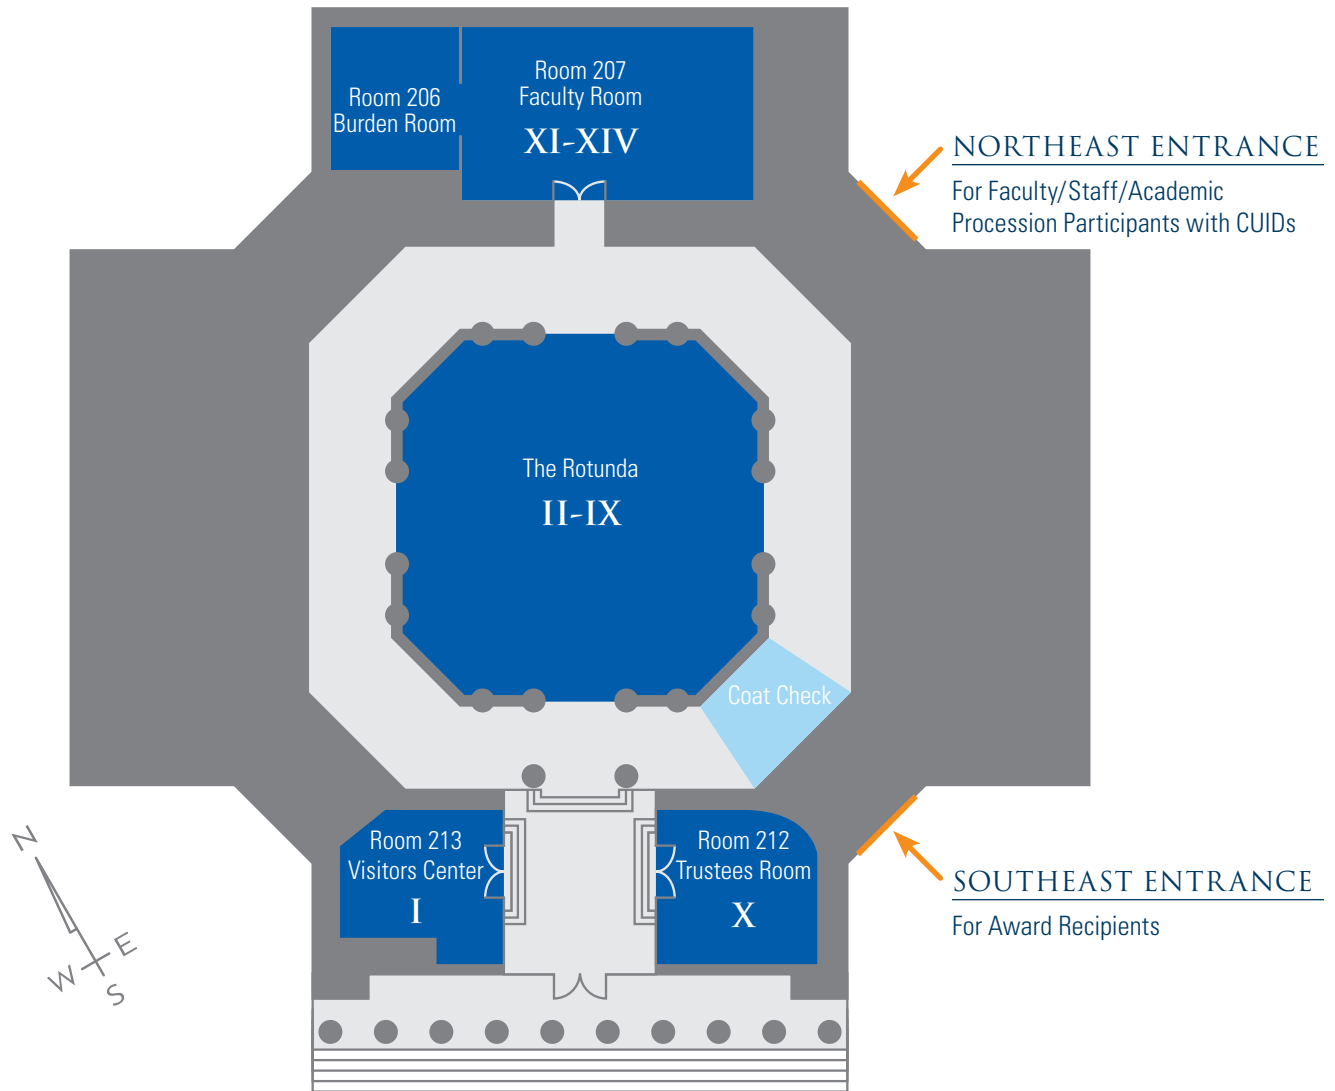 Room 206
Burden Room
Room 207
Faculty Room
XI-XIV
NORTHEAST ENTRANCE
For Faculty/Staff/Academic
Procession Participants with CUIDs
The Rotunda
II-IX
Coat Check
Room 213
Visitors Center
I
Room 212
Trustees Room
X
SOUTHEAST ENTRANCE
For Award Recipients
N
E
W
S